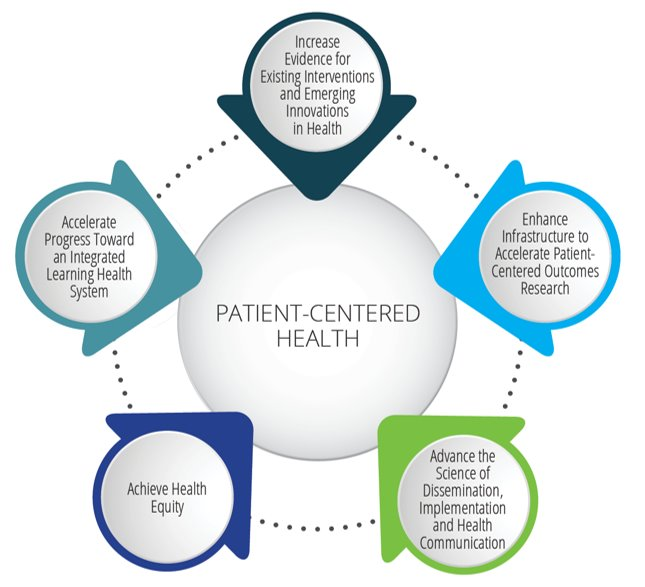 Increase
Evidence for
Existing Interventions
and Emerging
Innovations
in Health
Enhance
Infrastructure to
Accelerate Patient-
Centered Outcomes
Research
Advance the
Science of
Dissemination,
Implementation
and Health
Communication
Achieve Health
Equity
Accelerate
Progress Toward
an Integrated
Learning Health
System
PATIENT-CENTERED
HEALTH